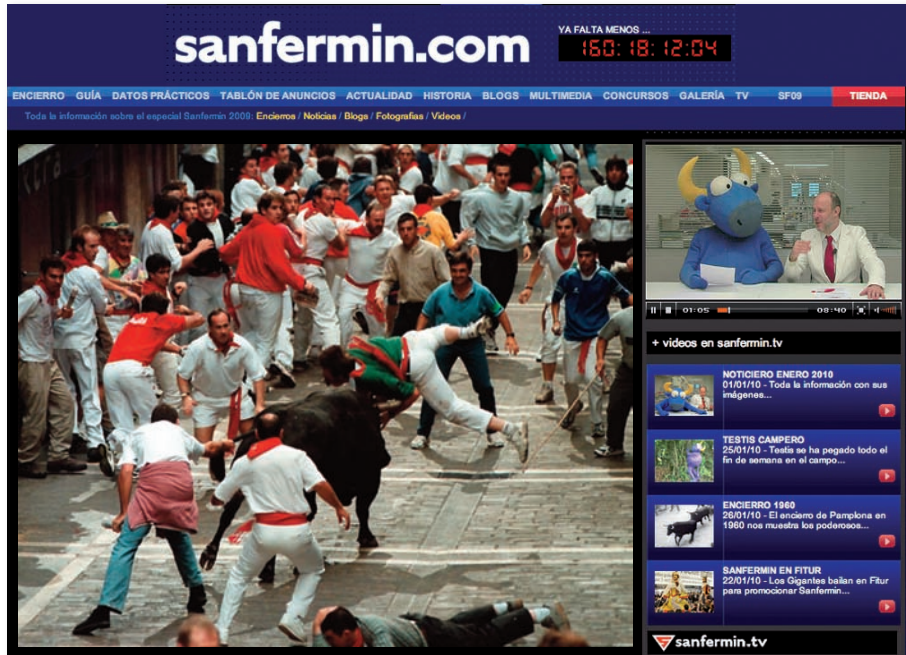 sanfermin.com
YA FALTA MENOS ...
160:18:12:04
ENCIERRO GUÍA DATOS PRÁCTICOS TABLÓN DE ANUNCIOS ACTUALIDAD HISTORIA BLOGS MULTIMEDIA CONCURSOS GALERÍA TV SF09 TIENDA
Toda la información sobre el especial Sanfermin 2009: Encierros / Noticias / Blogs / Fotografias / Videos /
01:05 08:40
+ videos en sanfermin.tv
NOTICIERO ENERO 2010
01/01/10 - Toda la información con sus
imágenes...
TESTIS CAMPERO
25/01/10 - Testis se ha pegado todo el
fin de semana en el campo...
ENCIERRO 1960
26/01/10 - El encierro de Pamplona en
1960 nos muestra los poderosos...
SANFERMIN EN FITUR
22/01/10 - Los Gigantes bailan en Fitur
para promocionar Sanfermin...
sanfermin.tv